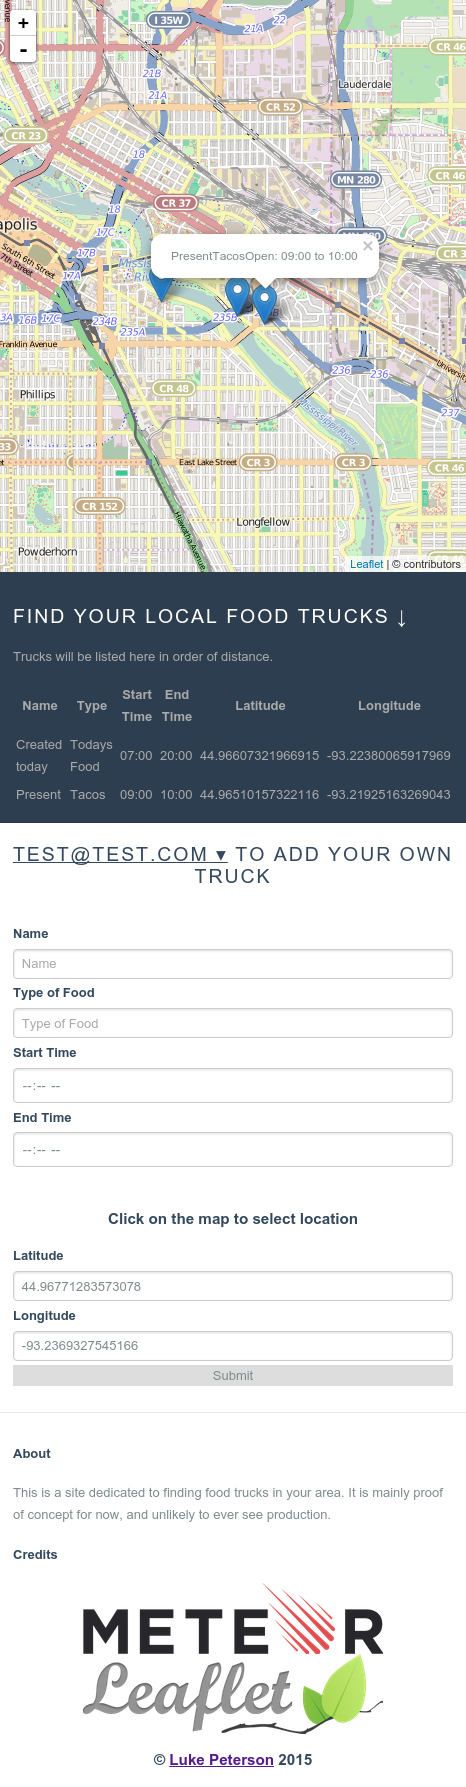 +
-
I 35W
22
21A
CR 46
21B
21A
Lauderdale
CR 52
CR 23
18
CR 46
MN 280
18
CR 37
17C
apolis
South 6th Street
7th Street
17B
17A
PresentTacosOpen: 09:00 to 10:00
×
17C
234B
235A
235B
Franklin Avenue
236
236
University
Phillips
CR 48
Mississippi River
237
East Lake Street
CR 3
CR 3
CR 46
CR 152
Hiawatha Avenue
Longfellow
Powderhorn
Leaflet | © contributors
FIND YOUR LOCAL FOOD TRUCKS ↓
Trucks will be listed here in order of distance.
Name Type Start Time End Time Latitude Longitude
Created today Todays Food 07:00 20:00 44.96607321966915 -93.22380065917969
Present Tacos 09:00 10:00 44.96510157322116 -93.21925163269043
TEST@TEST.COM ▾ TO ADD YOUR OWN
TRUCK
Name
Name
Type of Food
Type of Food
Start Time
--:-- --
End Time
--:-- --
Click on the map to select location
Latitude
44.96771283573078
Longitude
-93.2369327545166
Submit
About
This is a site dedicated to finding food trucks in your area. It is mainly proof
of concept for now, and unlikely to ever see production.
Credits
METEOR
Leaflet
© Luke Peterson 2015